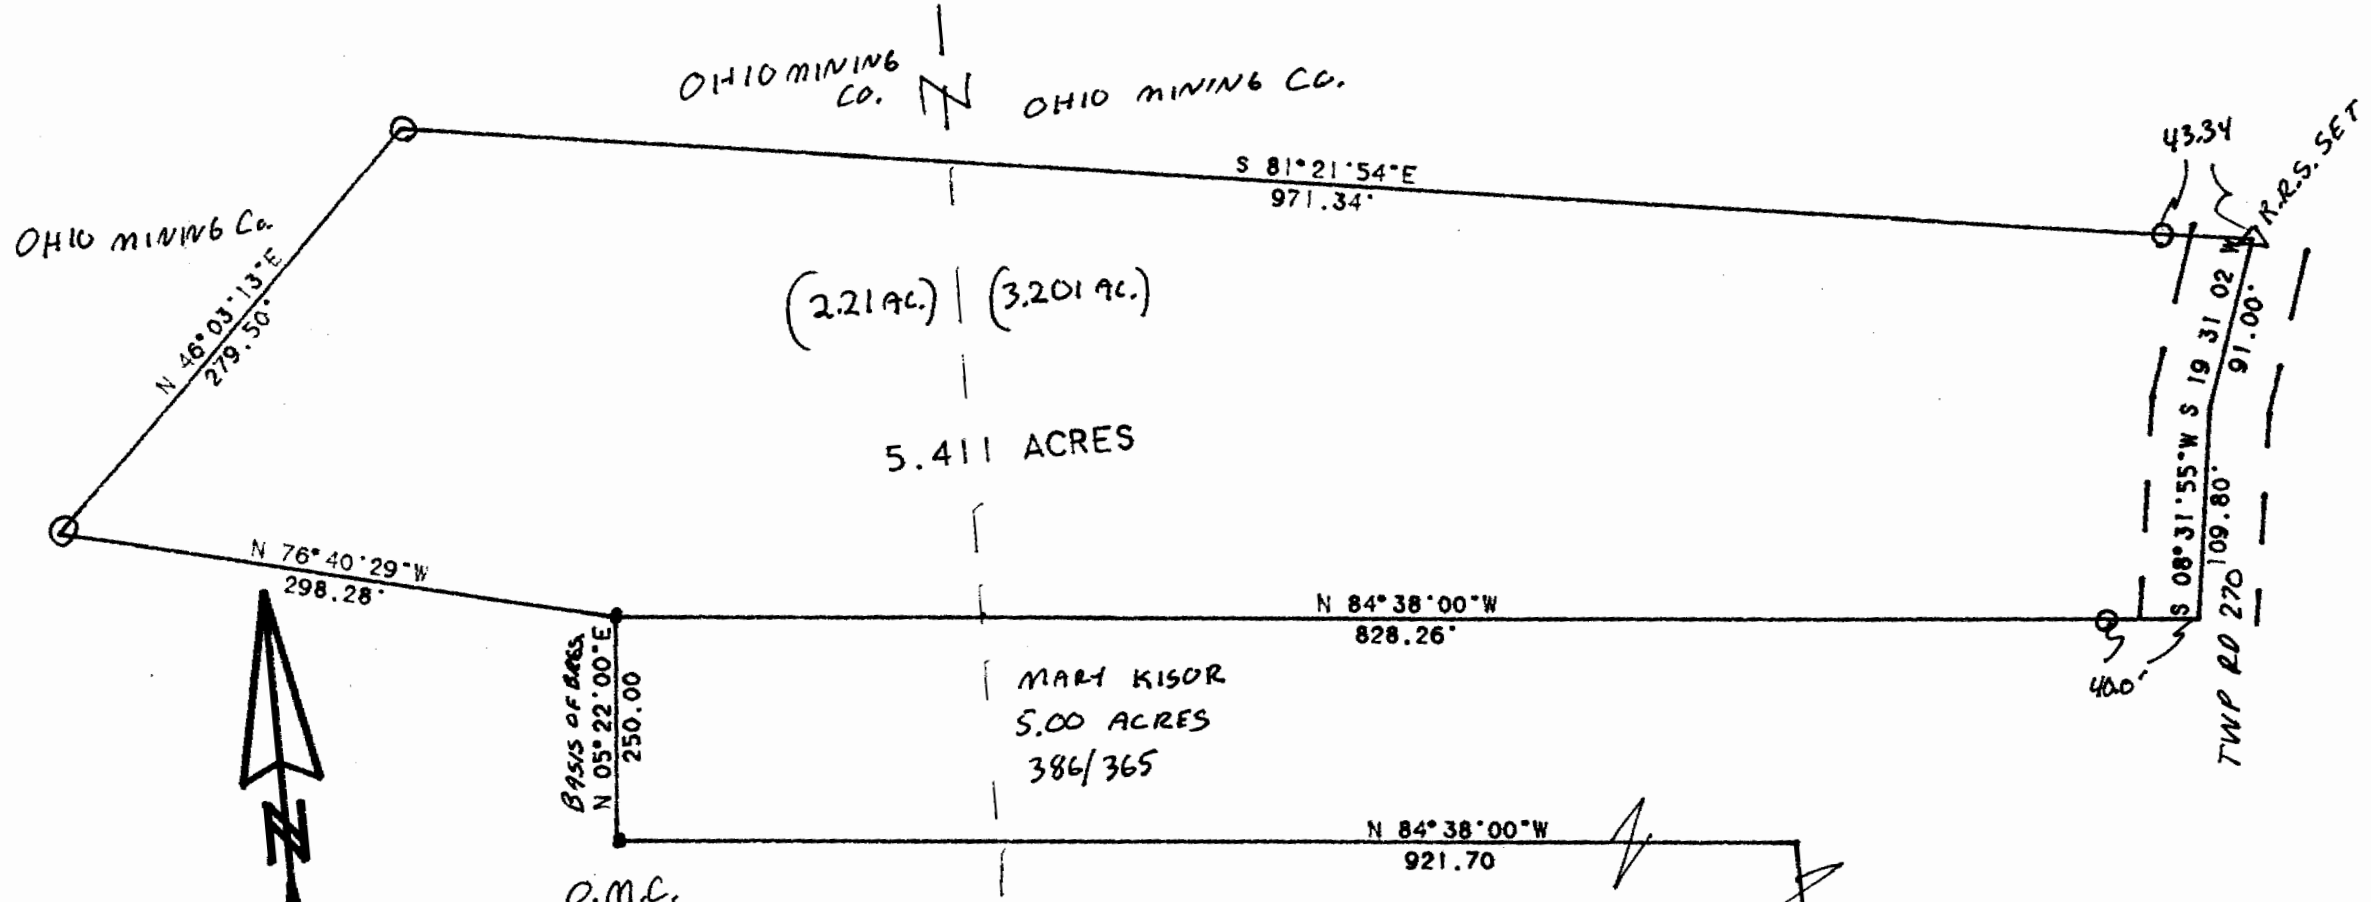 OHIO MINING
CO.
OHIO MINING CO.
43.34
R.R.S. SET
S 81°21'54"E
971.34'
OHIO MINING Co.
N 46°03'13"E
279.50'
(2.21 AC.)
(3.201 AC.)
S 19 31 02 W
91.00'
5.411 ACRES
S 08°31'55"W
109.80'
N 76°40'29"W
298.28'
N 84°38'00"W
828.26'
40.0'
TWP RD 270
BASIS OF BRGS.
N 05°22'00"E
250.00
MARY KISOR
5.00 ACRES
386/365
N
N 84°38'00"W
921.70
O.M.C.